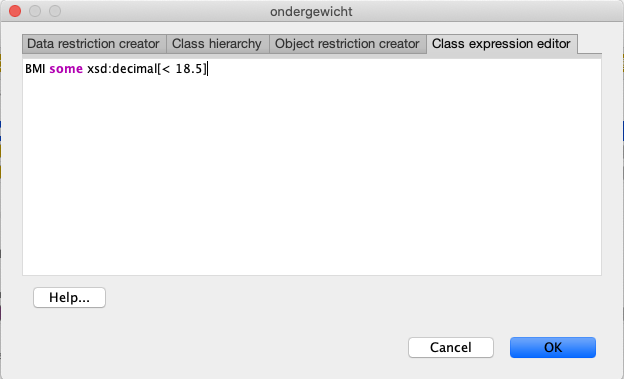 ondergewicht
Data restriction creator Class hierarchy Object restriction creator Class expression editor
BMI some xsd:decimal[< 18.5]
Help...
Cancel OK